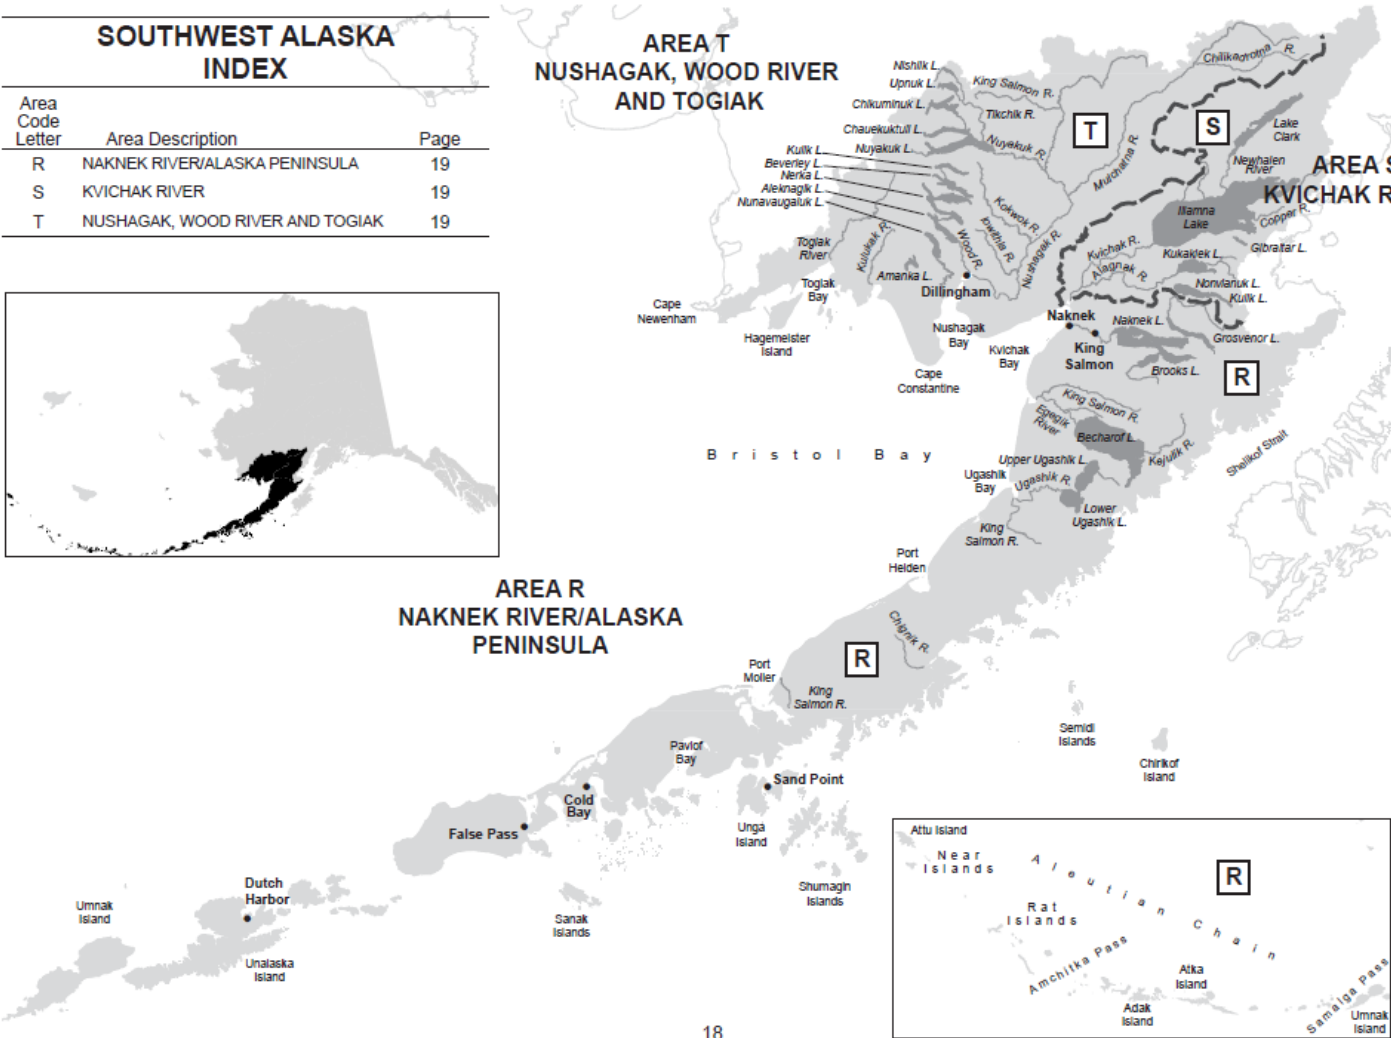 SOUTHWEST ALASKA
INDEX
Area
Code
Letter Area Description Page
R NAKNEK RIVER/ALASKA PENINSULA 19
S KVICHAK RIVER 19
T NUSHAGAK, WOOD RIVER AND TOGIAK 19
AREA T
NUSHAGAK, WOOD RIVER
AND TOGIAK
Nishlik L.
Upnuk L.
Chikuminuk L.
Chauekuktuli L.
Nuyakuk L.
Kulik L.
Beverley L.
Nerka L.
Aleknagik L.
Nunavaugaluk L.
King Salmon R.
Tikchik R.
Nuyakuk R.
Chilikadrotna R.
T
S
Mulchatna R.
Lake
Clark
Newhalen
River
AREA S
KVICHAK R
Iliamna
Lake
Copper R.
Gibraltar L.
Kokwok R.
Iowithla R.
Wood R.
Nushagak R.
Kvichak R.
Alagnak R.
Kukaklek L.
Nonvianuk L.
Kulik L.
Togiak
River
Kulukak R.
Amanka L.
Togiak
Bay
Dillingham
Cape
Newenham
Hagemeister
Island
Nushagak
Bay
Kvichak
Bay
Cape
Constantine
Naknek
King
Salmon
Naknek L.
Grosvenor L.
Brooks L.
R
King Salmon R.
Egegik
River
Becharof L.
Kejulik R.
Shelikof Strait
Bristol Bay
Upper Ugashik L.
Ugashik
Bay
Ugashik R.
Lower
Ugashik L.
King
Salmon R.
Port
Heiden
AREA R
NAKNEK RIVER/ALASKA
PENINSULA
Chignik R.
R
Port
Moller
King
Salmon R.
Semidi
Islands
Chirikof
Island
Pavlof
Bay
Sand Point
Cold
Bay
False Pass
Unga
Island
Shumagin
Islands
Sanak
Islands
Dutch
Harbor
Umnak
Island
Unalaska
Island
Attu Island
Near
Islands
Aleutian Chain
R
Rat
Islands
Amchitka Pass
Atka
Island
Adak
Island
Samalga Pass
Umnak
Island
18